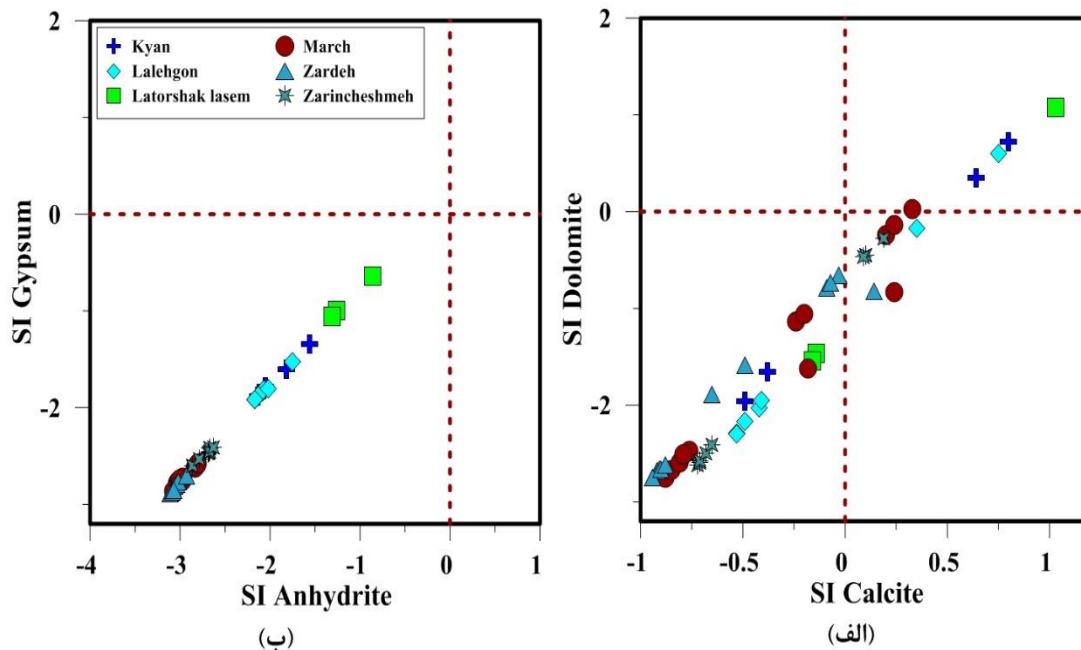 2
0
-2
SI Gypsum
Kyan
Lalehgon
Latorshak lasem
March
Zardeh
Zarincheshmeh
-4
-3
-2
-1
0
1
SI Anhydrite
(ب)
2
0
-2
SI Dolomite
-1
-0.5
0
0.5
1
SI Calcite
(الف)